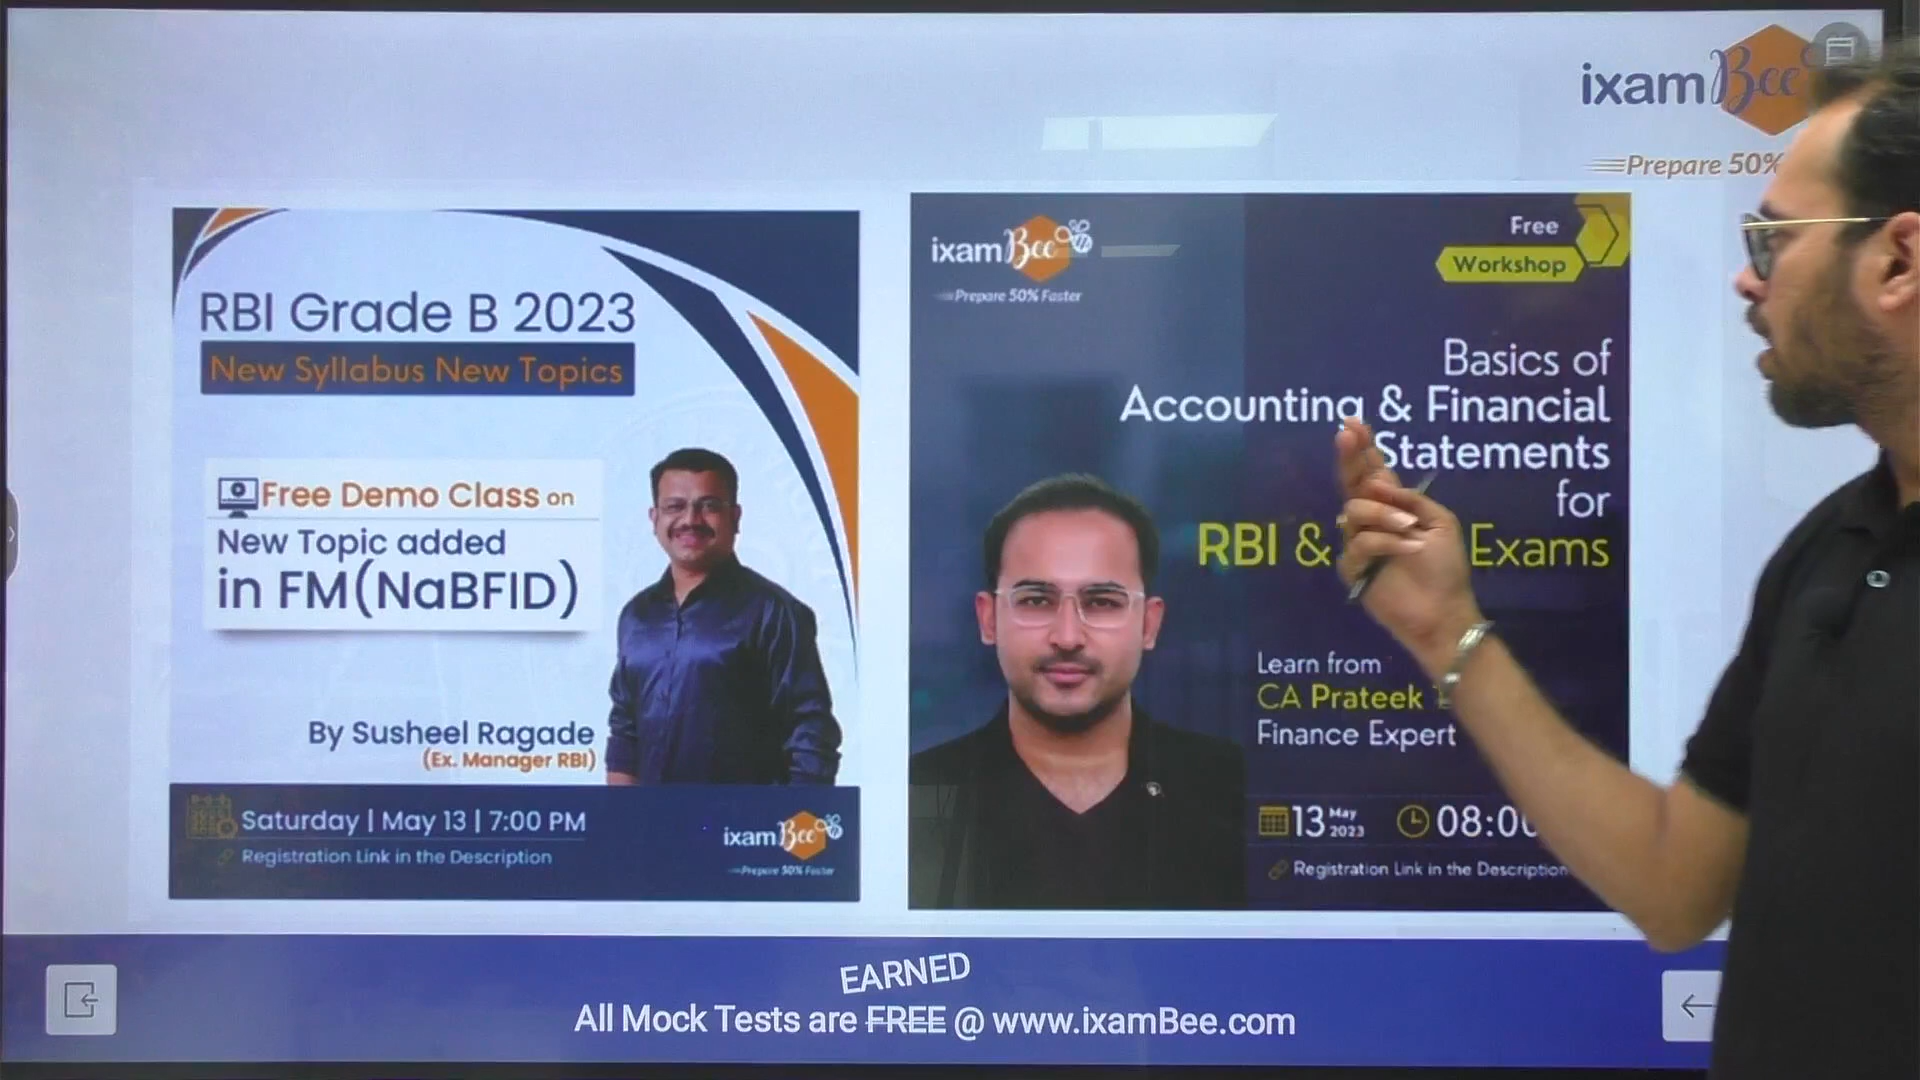 ixamBee
Prepare 50%
RBI Grade B 2023
New Syllabus New Topics
Free Demo Class on
New Topic added
in FM(NaBFID)
By Susheel Ragade
(Ex. Manager RBI)
Saturday | May 13 | 7:00 PM
Registration Link in the Description
ixamBee
Prepare 50% Faster
ixamBee
Prepare 50% Faster
Free
Workshop
Basics of
Accounting & Financial
Statements
for
RBI & Exams
Learn from
CA Prateek
Finance Expert
13 May 2023 08:00
Registration Link in the Description
EARNED
All Mock Tests are FREE @ www.ixamBee.com